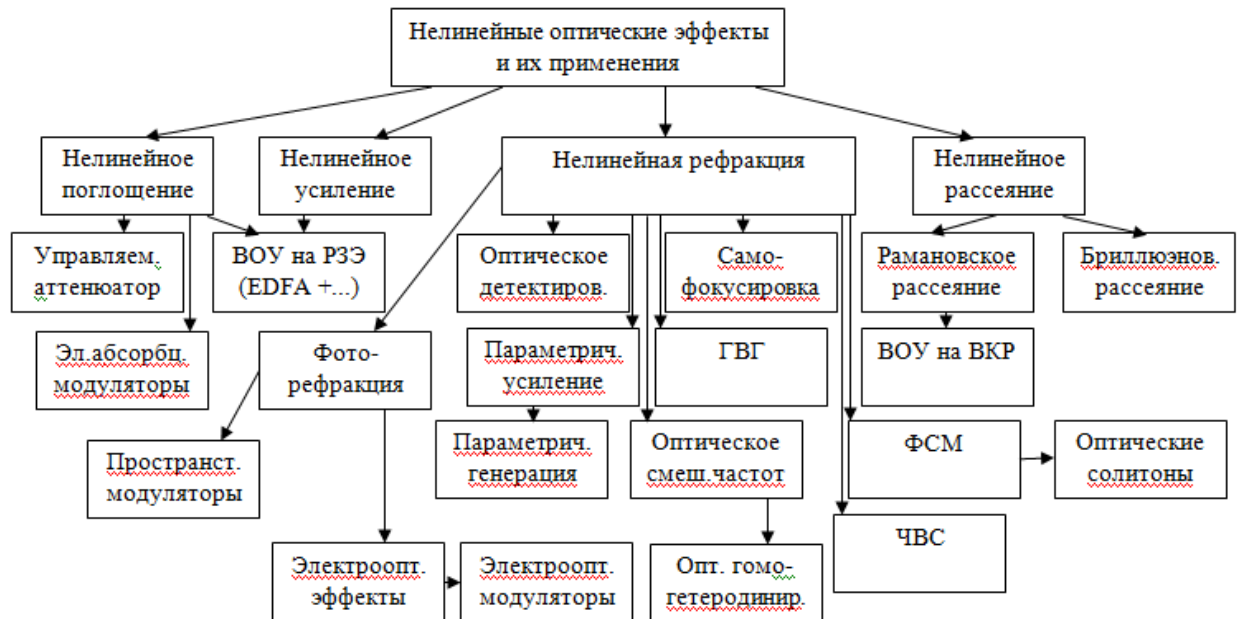 Нелинейные оптические эффекты
и их применения
Нелинейное
поглощение
Нелинейное
усиление
Нелинейная рефракция
Нелинейное
рассеяние
Управляем.
аттенюатор
ВОУ на РЗЭ
(EDFA +...)
Оптическое
детектиров.
Само-
фокусировка
Рамановское
рассеяние
Бриллюэнов.
рассеяние
Эл.абсорбц.
модуляторы
Фото-
рефракция
Параметрич.
усиление
ГВГ
ВОУ на ВКР
Пространст.
модуляторы
Параметрич.
генерация
Оптическое
смеш.частот
ФСМ
Оптические
солитоны
ЧВС
Электроопт.
эффекты
Электроопт.
модуляторы
Опт. гомо-
гетеродинир.